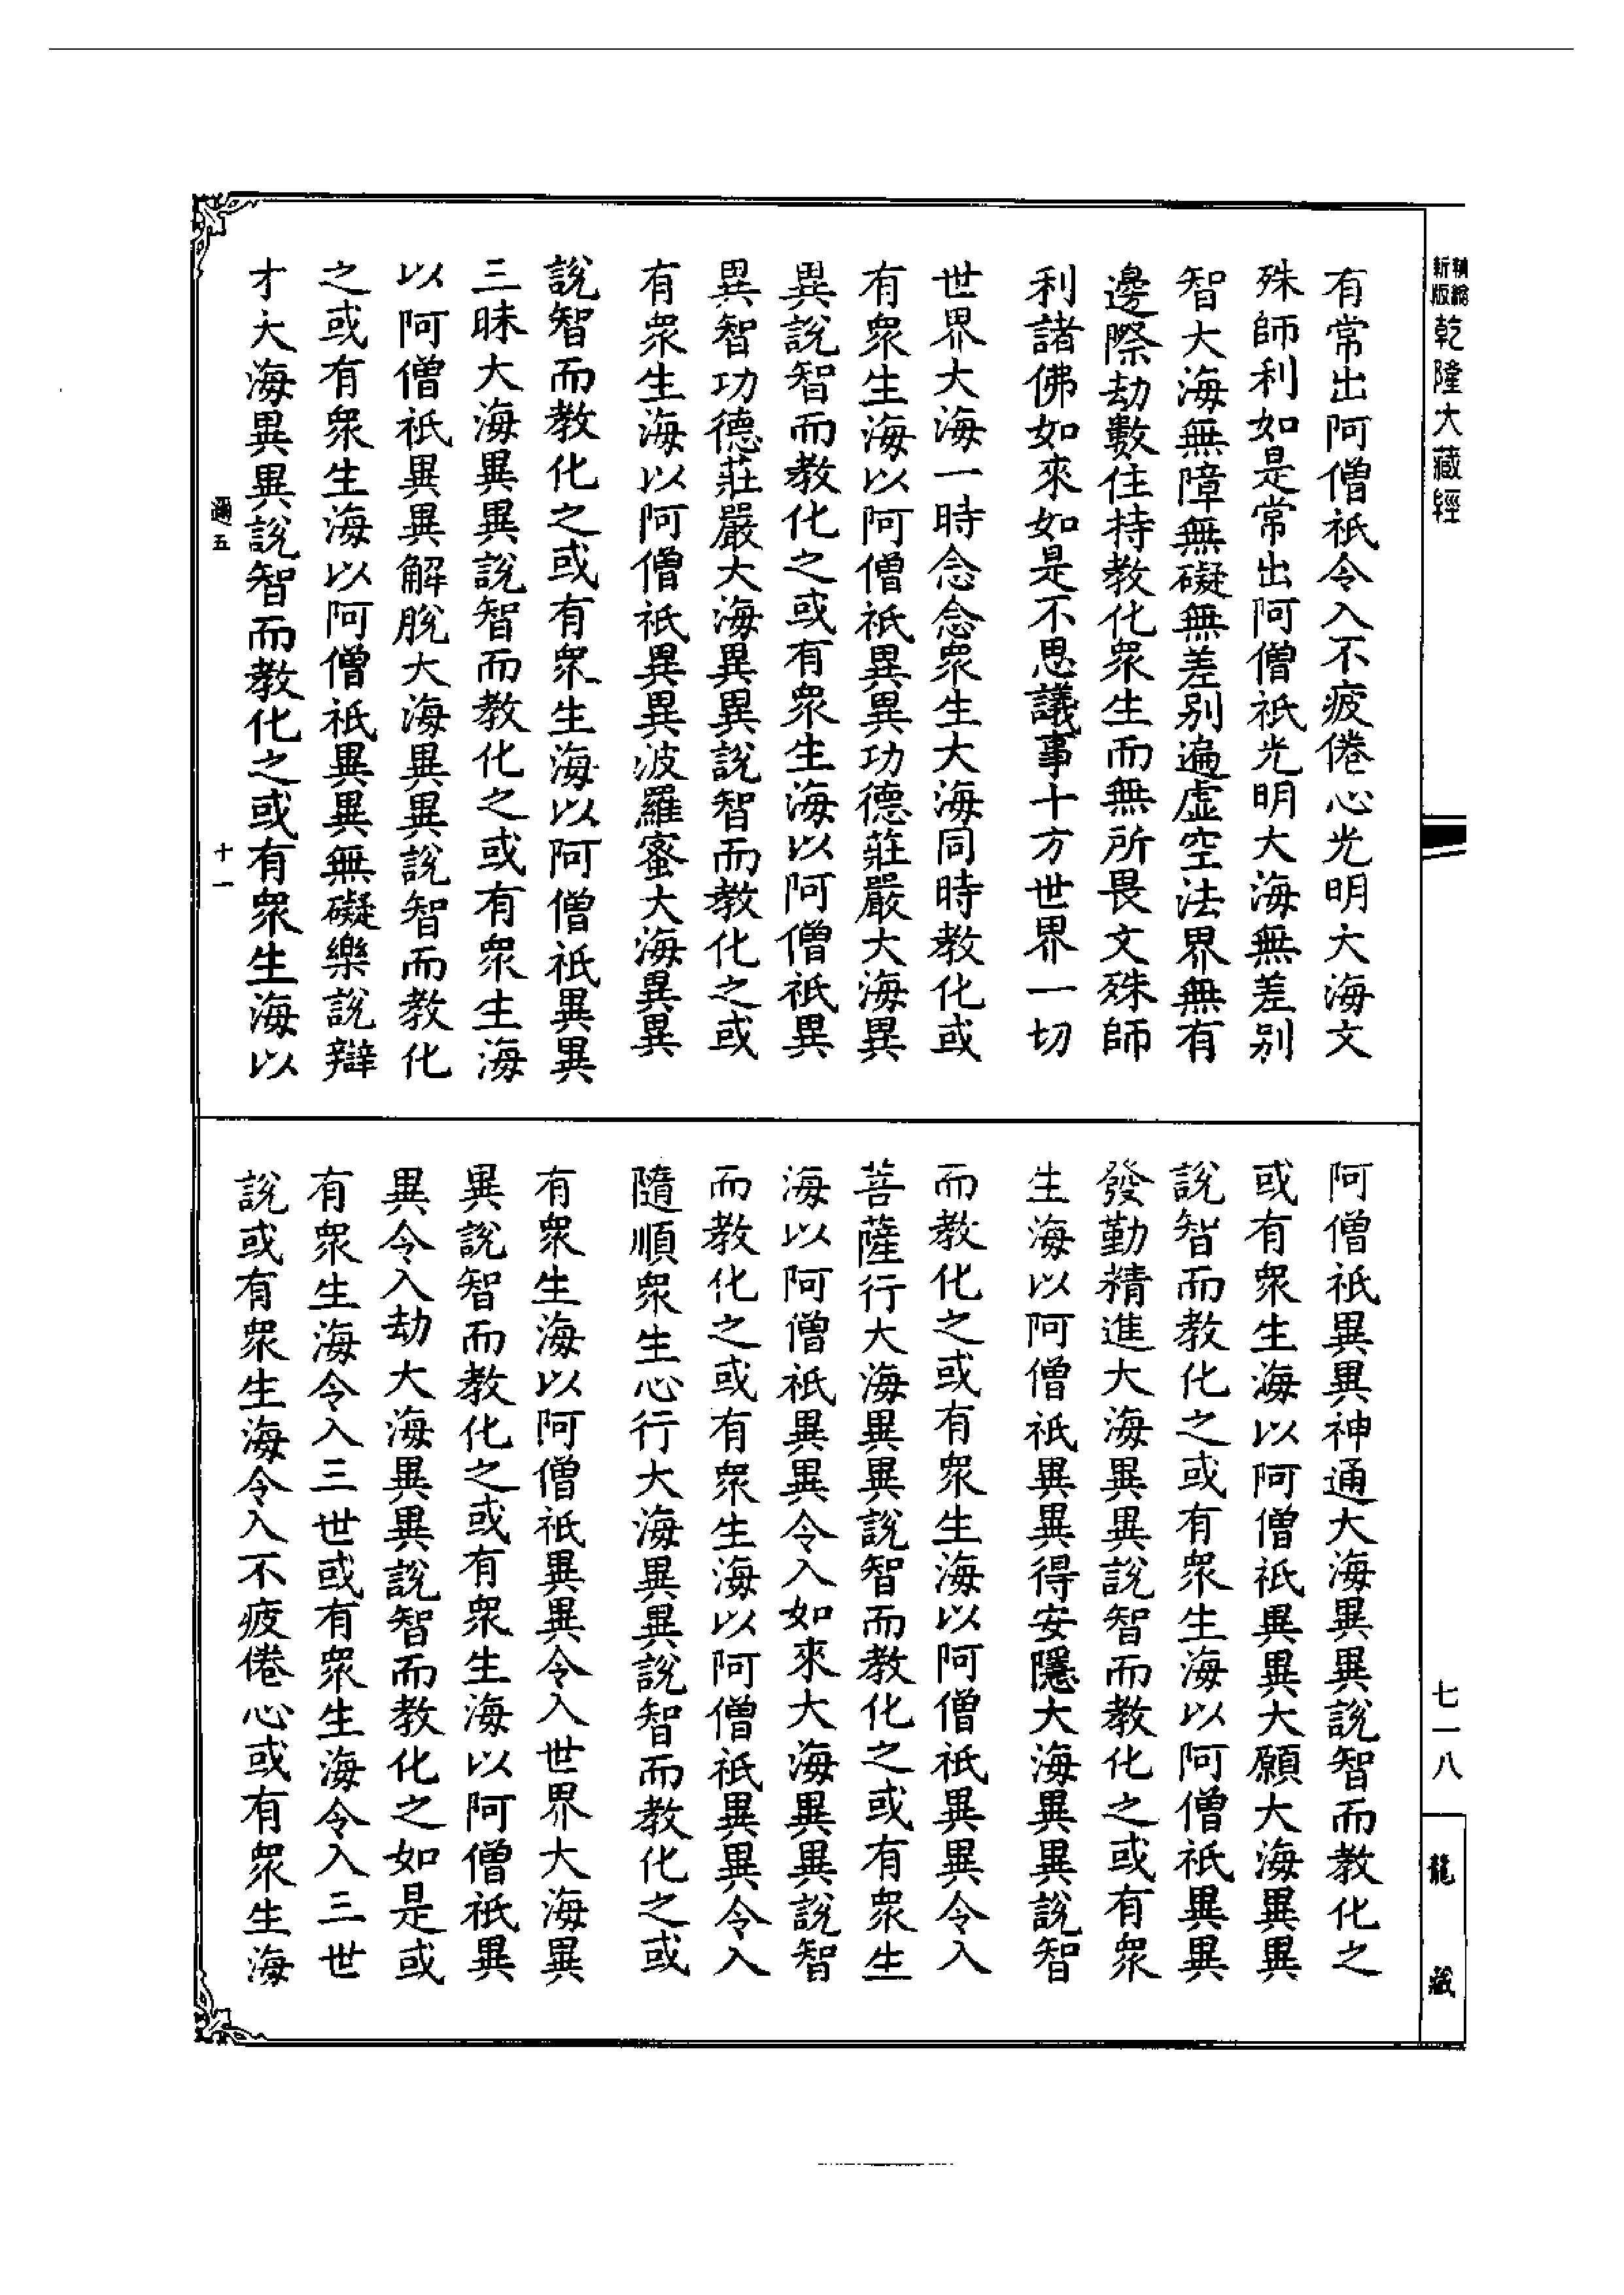 精縮新版乾隆大藏經
有常出阿僧祇令入不疲倦心光明大海文
殊師利如是常出阿僧祇光明大海無差别
智大海無障無礙無差别遍虚空法界無有
邊際劫數住持教化衆生而無所畏文殊師
利諸佛如來如是不思議事十方世界一切
世界大海一時念念衆生大海同時教化或
有衆生海以阿僧祇異異功德莊嚴大海異
異說智而教化之或有衆生海以阿僧祇異
異智功德莊嚴大海異異說智而教化之或
有衆生海以阿僧祇異異波羅蜜大海異異
說智而教化之或有衆生海以阿僧祇異異
三昧大海異異說智而教化之或有衆生海
以阿僧祇異異解脫大海異異說智而教化
之或有衆生海以阿僧祇異異無礙樂說辯
才大海異異說智而教化之或有衆生海以
邇五
十一
阿僧祇異異神通大海異異說智而教化之
或有衆生海以阿僧祇異異大願大海異異
說智而教化之或有衆生海以阿僧祇異異
發勤精進大海異異說智而教化之或有衆
生海以阿僧祇異異得安隱大海異異說智
而教化之或有衆生海以阿僧祇異異令入
菩薩行大海異異說智而教化之或有衆生
海以阿僧祇異異令入如來大海異異說智
而教化之或有衆生海以阿僧祇異異令入
隨順衆生心行大海異異說智而教化之或
有衆生海以阿僧祇異異令入世界大海異
異說智而教化之或有衆生海以阿僧祇異
異令入劫大海異異說智而教化之如是或
有衆生海令入三世或有衆生海令入三世
說或有衆生海令入不疲倦心或有衆生海
七一八
龍藏